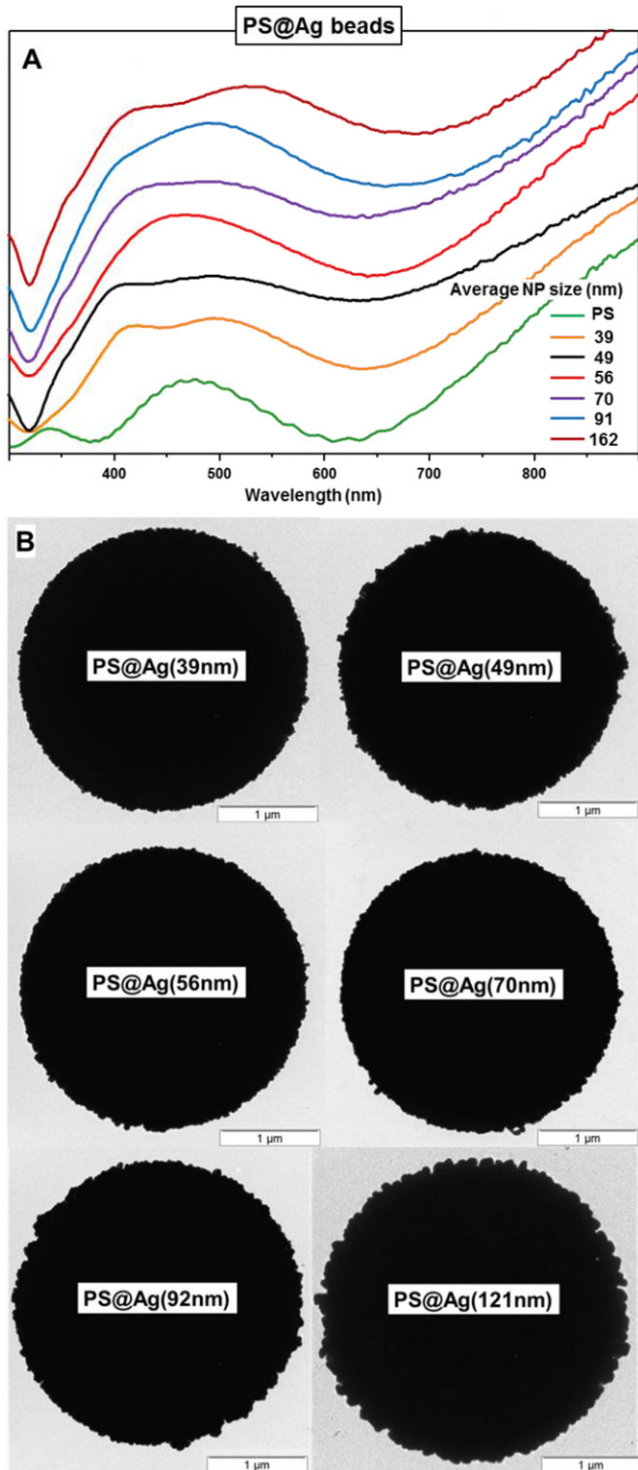 PS@Ag beads
A
Average NP size (nm)
PS
39
49
56
70
91
162
400 500 600 700 800
Wavelength (nm)
B
PS@Ag(39nm) PS@Ag(49nm)
1 µm 1 µm
PS@Ag(56nm) PS@Ag(70nm)
1 µm 1 µm
PS@Ag(92nm) PS@Ag(121nm)
1 µm 1 µm